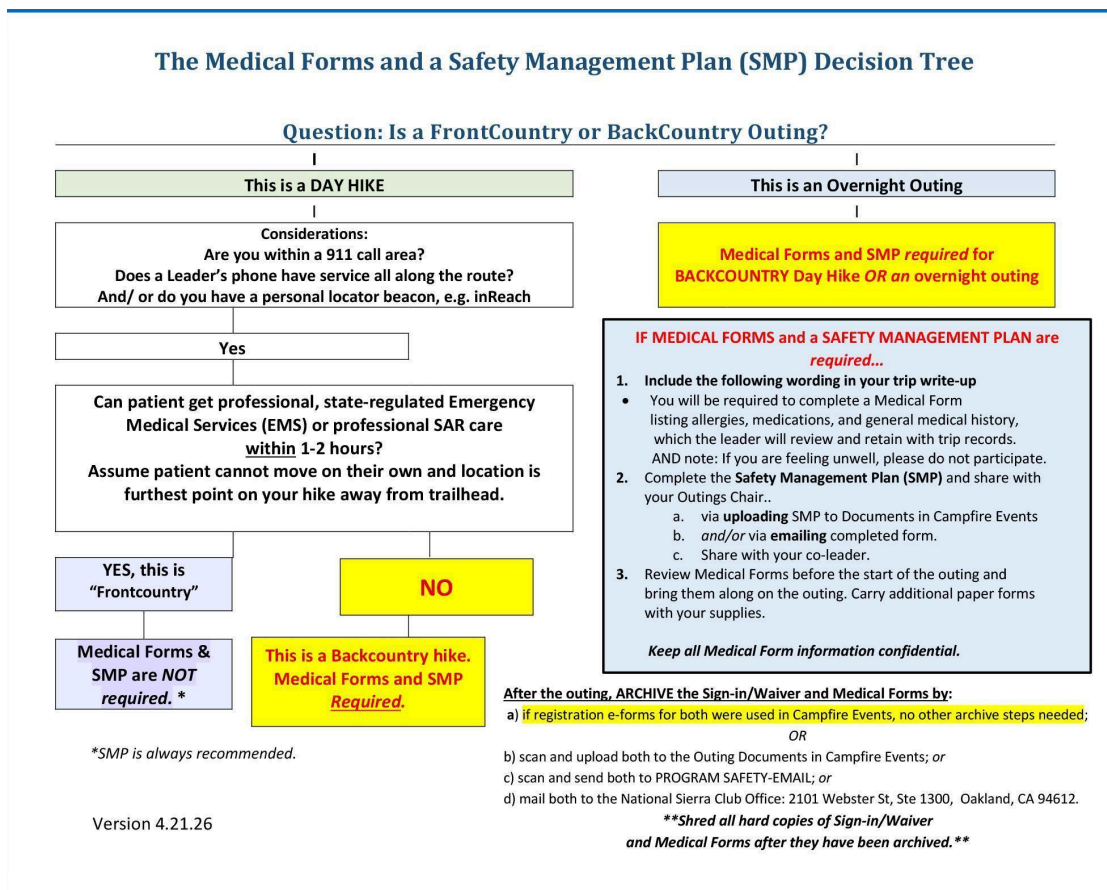 The Medical Forms and a Safety Management Plan (SMP) Decision Tree
Question: Is a FrontCountry or BackCountry Outing?
This is a DAY HIKE
Considerations:
Are you within a 911 call area?
Does a Leader's phone have service all along the route?
And/ or do you have a personal locator beacon, e.g. inReach
Yes
Can patient get professional, state-regulated Emergency
Medical Services (EMS) or professional SAR care
within 1-2 hours?
Assume patient cannot move on their own and location is
furthest point on your hike away from trailhead.
YES, this is
"Frontcountry"
Medical Forms &
SMP are NOT
required. *
NO
This is a Backcountry hike.
Medical Forms and SMP
Required.
*SMP is always recommended.
Version 4.21.26
This is an Overnight Outing
Medical Forms and SMP required for
BACKCOUNTRY Day Hike OR an overnight outing
IF MEDICAL FORMS and a SAFETY MANAGEMENT PLAN are
required...
1. Include the following wording in your trip write-up
• You will be required to complete a Medical Form
listing allergies, medications, and general medical history,
which the leader will review and retain with trip records.
AND note: If you are feeling unwell, please do not participate.
2. Complete the Safety Management Plan (SMP) and share with
your Outings Chair..
a. via uploading SMP to Documents in Campfire Events
b. and/or via emailing completed form.
c. Share with your co-leader.
3. Review Medical Forms before the start of the outing and
bring them along on the outing. Carry additional paper forms
with your supplies.
Keep all Medical Form information confidential.
After the outing, ARCHIVE the Sign-in/Waiver and Medical Forms by:
a) if registration e-forms for both were used in Campfire Events, no other archive steps needed;
OR
b) scan and upload both to the Outing Documents in Campfire Events; or
c) scan and send both to PROGRAM SAFETY-EMAIL; or
d) mail both to the National Sierra Club Office: 2101 Webster St, Ste 1300, Oakland, CA 94612.
**Shred all hard copies of Sign-in/Waiver
and Medical Forms after they have been archived.**